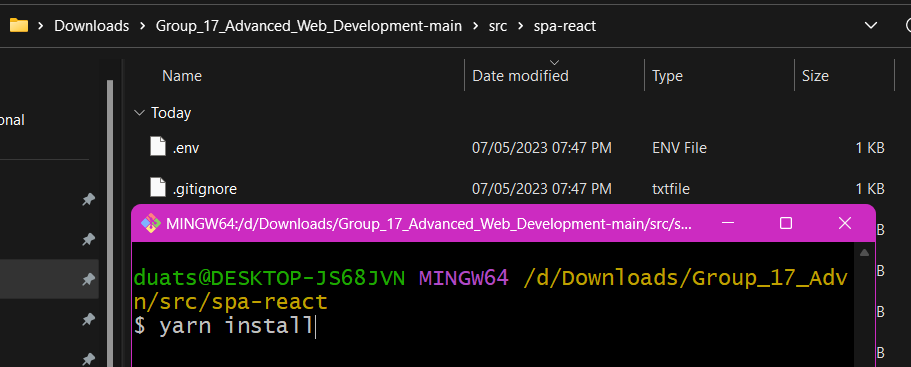 Downloads > Group_17_Advanced_Web_Development-main > src > spa-react
Name Date modified Type Size
onal
Today
.env 07/05/2023 07:47 PM ENV File 1 KB
.gitignore 07/05/2023 07:47 PM txtfile 1 KB
MINGW64:/d/Downloads/Group_17_Advanced_Web_Development-main/src/s...
B
duats@DESKTOP-JS68JVN MINGW64 /d/Downloads/Group_17_Adv
B
n/src/spa-react
$ yarn install
B
B